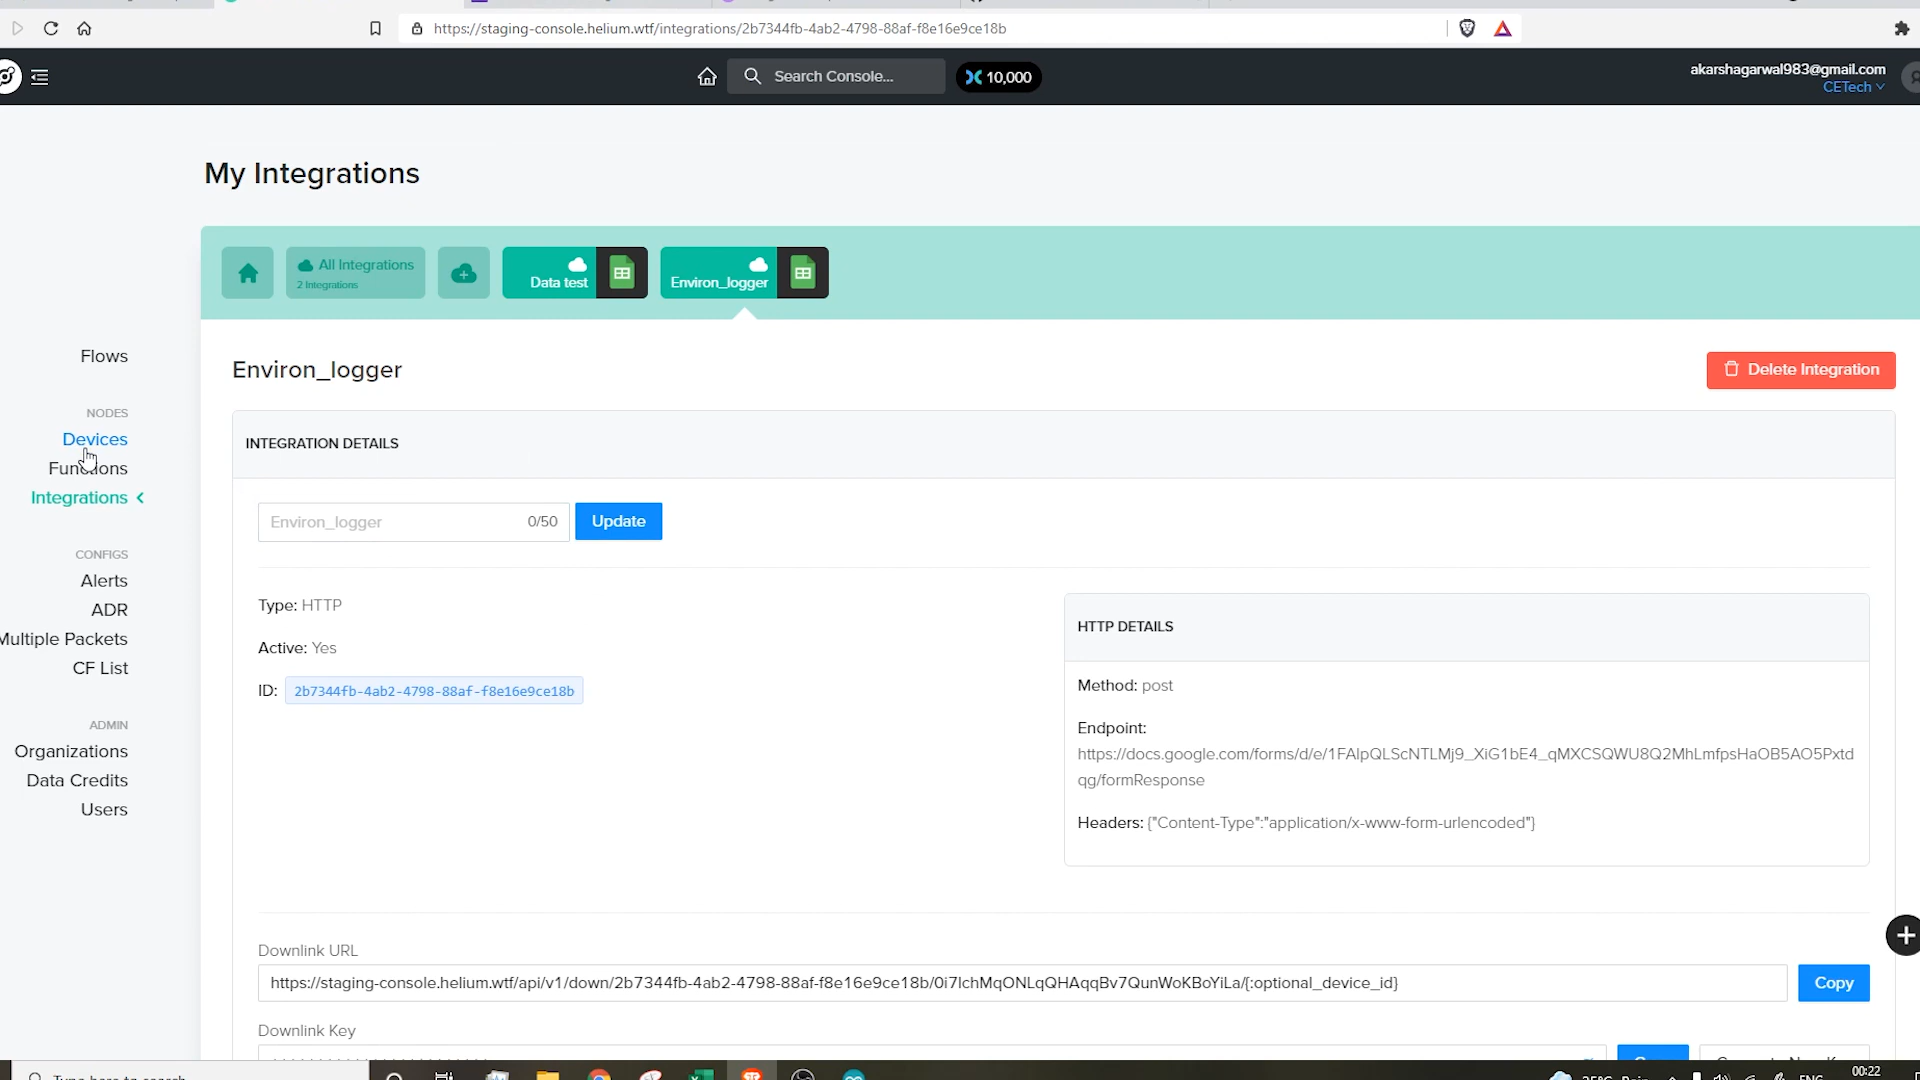 https://staging-console.helium.wtf/integrations/2b7344fb-4ab2-4798-88af-f8e16e9ce18b
Search Console...
10,000
akarshagarwal983@gmail.com
CETech
My Integrations
All Integrations
2 Integrations
Data test
Environ_logger
Flows
NODES
Devices
Functions
Integrations
CONFIGS
Alerts
ADR
Multiple Packets
CF List
ADMIN
Organizations
Data Credits
Users
Environ_logger
Delete Integration
INTEGRATION DETAILS
Environ_logger 0/50
Update
Type: HTTP
Active: Yes
ID: 2b7344fb-4ab2-4798-88af-f8e16e9ce18b
HTTP DETAILS
Method: post
Endpoint:
https://docs.google.com/forms/d/e/1FAIpQLScNTLMj9_XiG1bE4_qMXCSQWU8Q2MhLmfpsHaOB5AO5Pxtd
qg/formResponse
Headers: {"Content-Type":"application/x-www-form-urlencoded"}
Downlink URL
https://staging-console.helium.wtf/api/v1/down/2b7344fb-4ab2-4798-88af-f8e16e9ce18b/0i7IchMqONLqQHAqqBv7QunWoKBoYiLa/{:optional_device_id}
Copy
Downlink Key
Type here to search
25°C Rain
ENG
00:22